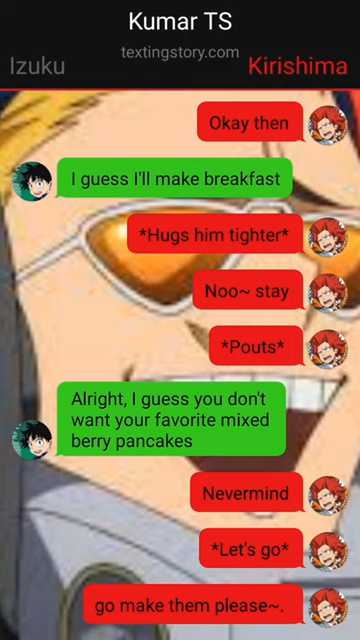 Kumar TS
textingstory.com
Izuku
Kirishima
Okay then
I guess I'll make breakfast
*Hugs him tighter*
Noo~ stay
*Pouts*
Alright, I guess you don't
want your favorite mixed
berry pancakes
Nevermind
*Let's go*
go make them please~.